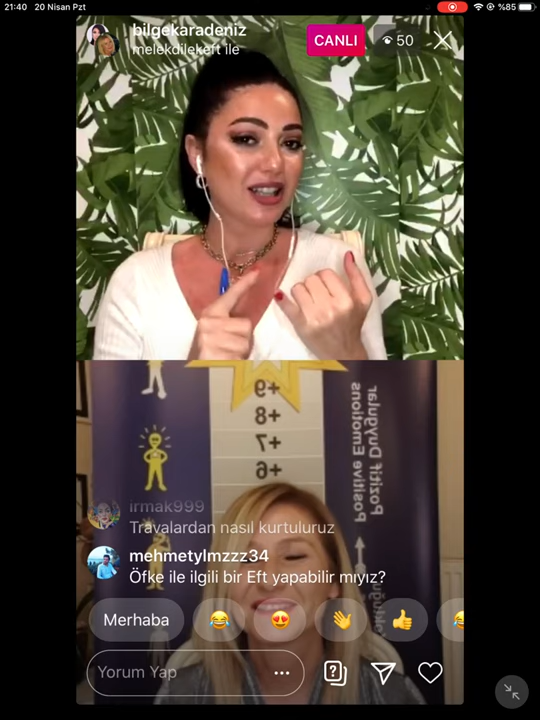 21:40 20 Nisan Pzt
%85
bilgekaradeniz
melekdilekeft ile
CANLI
50
+9
+8
+7
+6
Positive Emotions
Pozitif Duygular
irmak999
Travalardan nasıl kurtuluruz
mehmetylmzzz34
Öfke ile ilgili bir Eft yapabilir mıyız?
Merhaba
Yorum Yap